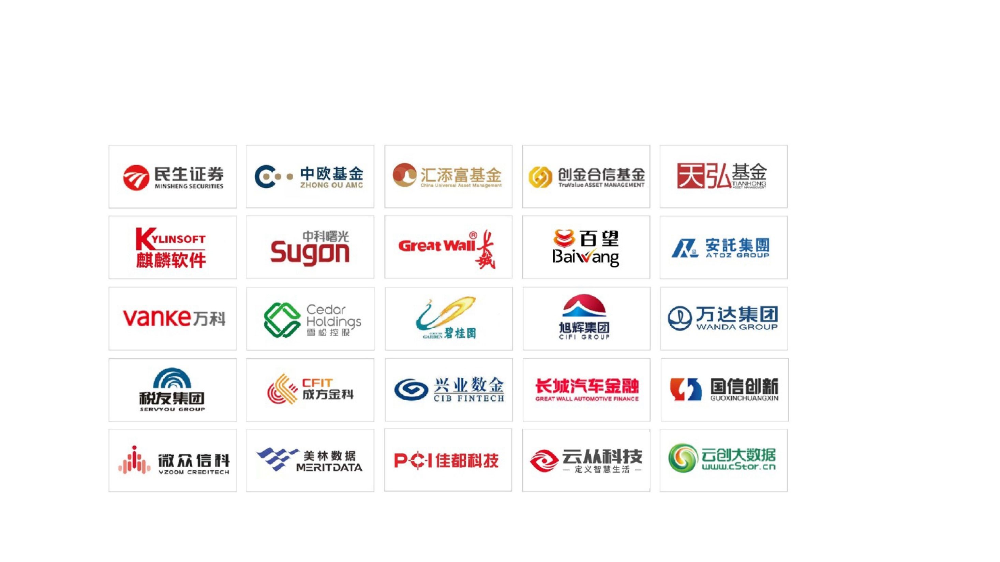 民生证券
MINSHENG SECURITIES
中欧基金
ZHONG OU AMC
汇添富基金
China Universal Asset Management
创金合信基金
TruValue ASSET MANAGEMENT
天弘基金
TIANHONG
ASSET MANAGEMENT
KYLINSOFT
麒麟软件
中科曙光
Sugon
Great Wall® 长城
百望
Baiwang
安託集團
ATOZ GROUP
vanke万科
Cedar
Holdings
雪松控股
COUNTRY
GARDEN 碧桂园
旭辉集团
CIFI GROUP
万达集团
WANDA GROUP
税友集团
SERVYOU GROUP
CFIT
成方金科
兴业数金
CIB FINTECH
长城汽车金融
GREAT WALL AUTOMOTIVE FINANCE
国信创新
GUOXINCHUANGXIN
微众信科
VZOOM CREDITECH
美林数据
MERITDATA
PCI佳都科技
云从科技
— 定义智慧生活 —
云创大数据
www.cStor.cn